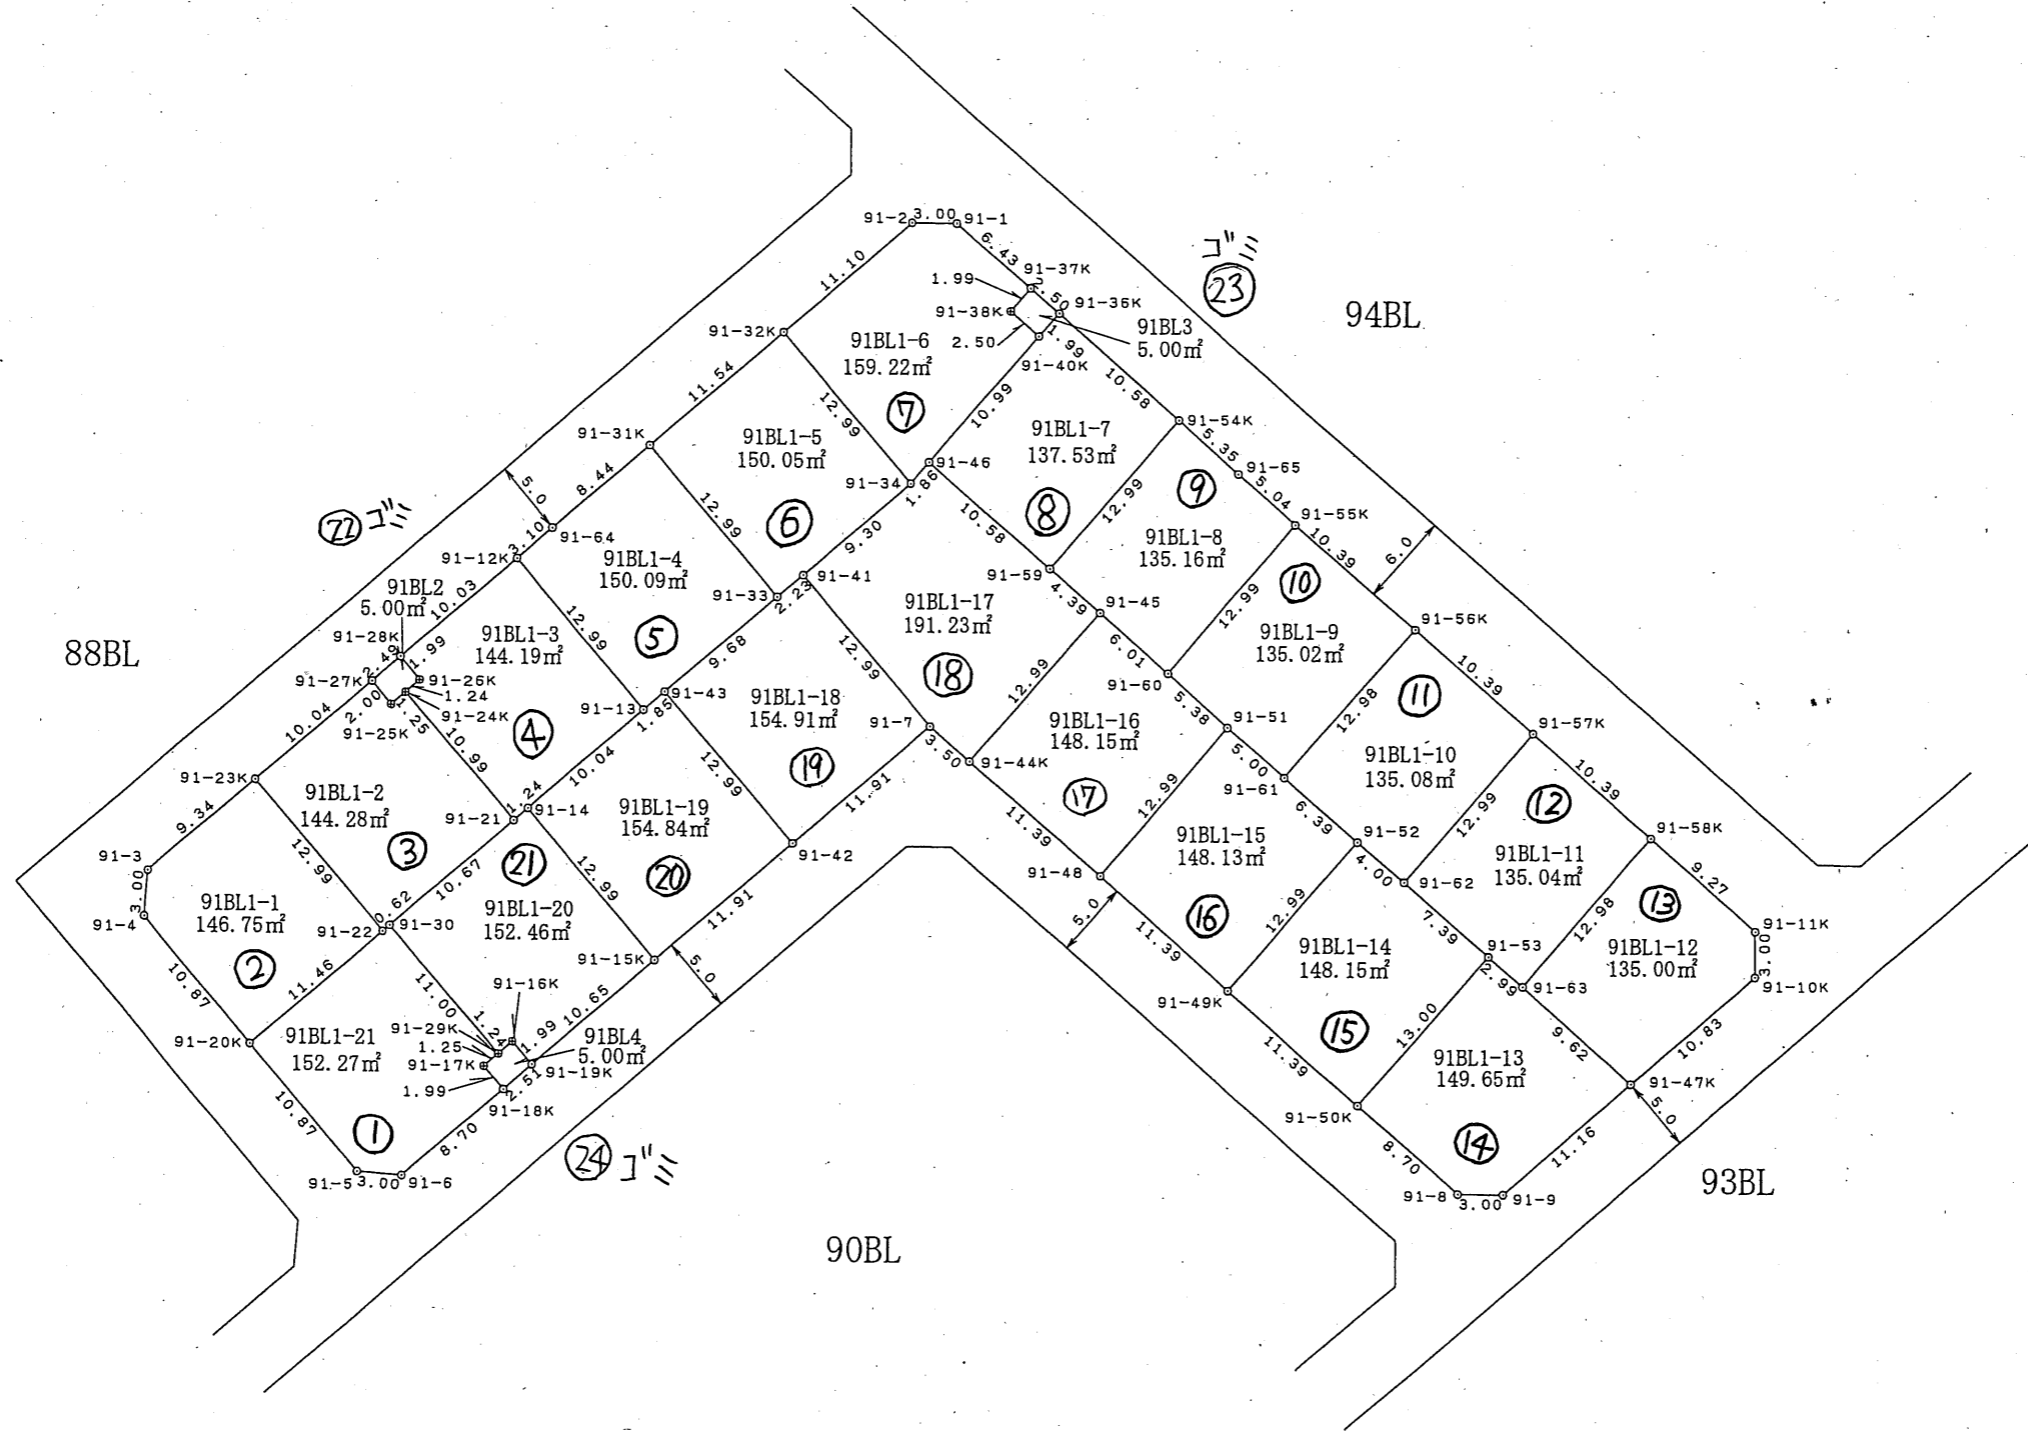 91-2
3.00
91-1
6.43
ゴミ
㉓
11.10
91-37K
1.99
2.50
91-36K
91-38K
94BL
91BL3
5.00㎡
91-32K
91BL1-6
159.22㎡
2.50
1.99
91-40K
11.54
10.58
⑦
10.99
12.99
91-31K
91BL1-5
150.05㎡
91BL1-7
137.53㎡
91-54K
5.35
91-65
91-46
91-34
1.86
5.04
8.44
5.0
⑨
㉒ゴミ
⑥
⑧
12.99
12.99
10.58
91-55K
3.10
91-64
9.30
91BL1-8
135.16㎡
10.39
6.0
91-12K
91BL1-4
150.09㎡
91-41
91-59
⑩
91BL2
5.00㎡
10.03
91-33
2.23
4.39
91-45
12.99
91BL1-17
191.23㎡
91-56K
91-28K
91BL1-3
144.19㎡
12.99
⑤
91BL1-9
135.02㎡
88BL
2.49
1.99
9.68
12.99
6.01
10.39
91-27K
91-26K
1.24
91-60
⑱
12.99
⑪
2.00
1.25
91-24K
91-13
1.85
91-43
91BL1-18
154.91㎡
5.38
12.98
91-25K
④
91-7
91BL1-16
148.15㎡
91-51
91-57K
10.04
10.99
3.50
5.00
91BL1-10
135.08㎡
91-23K
10.04
12.99
⑲
91-44K
91-61
10.39
91BL1-2
144.28㎡
1.24
91-14
91BL1-19
154.84㎡
11.91
⑰
12.99
6.39
12.99
⑫
9.34
91-21
11.39
91BL1-15
148.13㎡
91-52
91-58K
91-3
③
㉑
91-42
91BL1-11
135.04㎡
12.99
10.67
⑳
91-48
4.00
91-62
9.27
3.00
12.99
91BL1-1
146.75㎡
0.62
91-30
91BL1-20
152.46㎡
11.91
5.0
⑯
12.99
7.39
⑬
91-4
91-22
12.98
91-11K
11.39
91BL1-14
148.15㎡
91-53
91BL1-12
135.00㎡
3.00
②
11.46
91-15K
5.0
2.99
91-63
91-10K
10.87
11.00
91-16K
91-49K
91-20K
91BL1-21
152.27㎡
91-29K
1.24
1.25
1.99
10.65
91BL4
5.00㎡
⑮
13.00
9.62
10.83
91-17K
1.99
2.51
91-19K
11.39
91BL1-13
149.65㎡
91-47K
91-18K
91-50K
5.0
10.87
①
8.70
㉔ゴミ
8.70
⑭
11.16
91-5
3.00
91-6
91-8
3.00
91-9
93BL
90BL